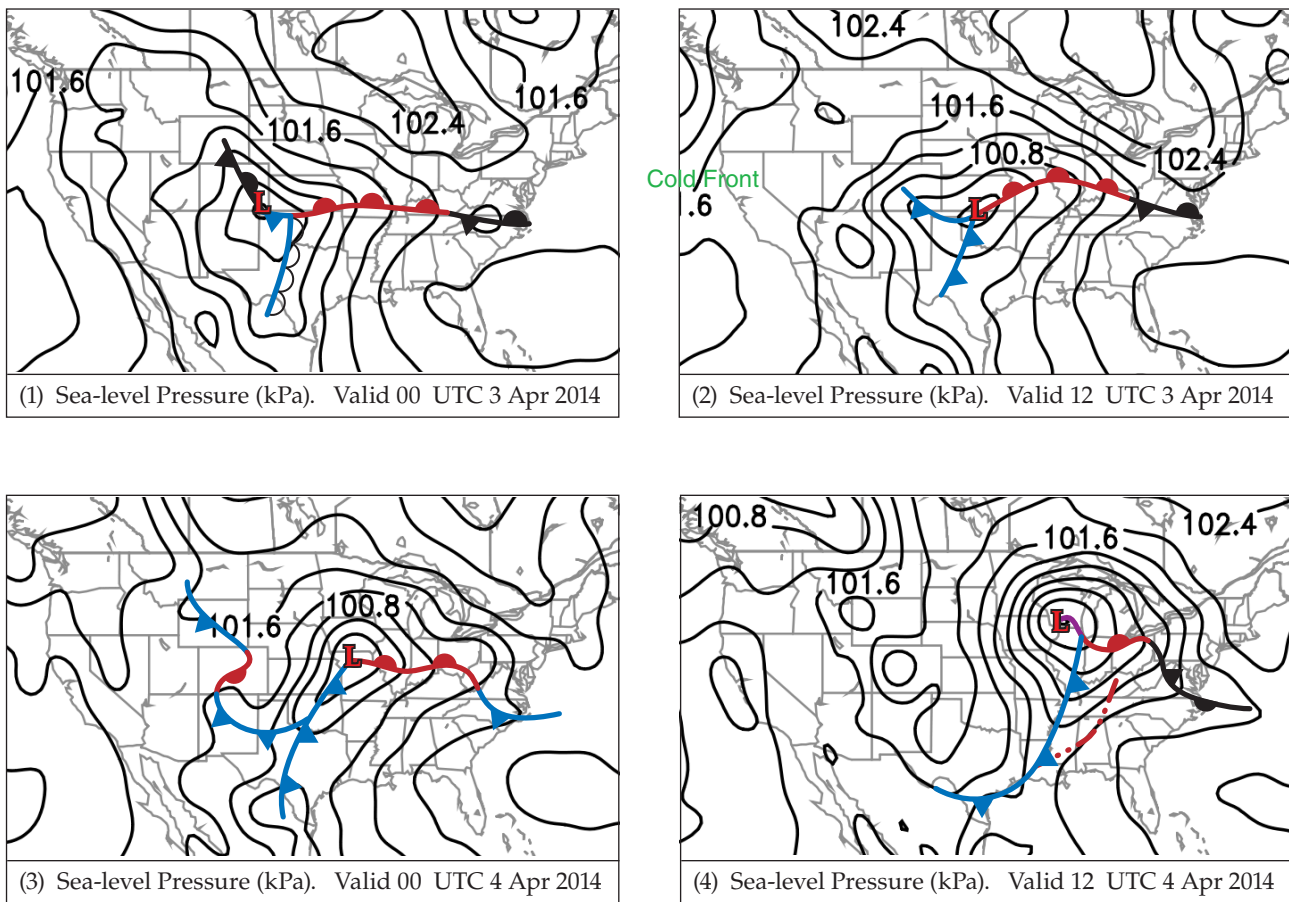 101.6
101.6
102.4
101.6
L
(1) Sea-level Pressure (kPa). Valid 00 UTC 3 Apr 2014
102.4
101.6
100.8
102.4
Cold Front
1.6
L
(2) Sea-level Pressure (kPa). Valid 12 UTC 3 Apr 2014
100.8
101.6
L
(3) Sea-level Pressure (kPa). Valid 00 UTC 4 Apr 2014
100.8
102.4
101.6
101.6
L
(4) Sea-level Pressure (kPa). Valid 12 UTC 4 Apr 2014